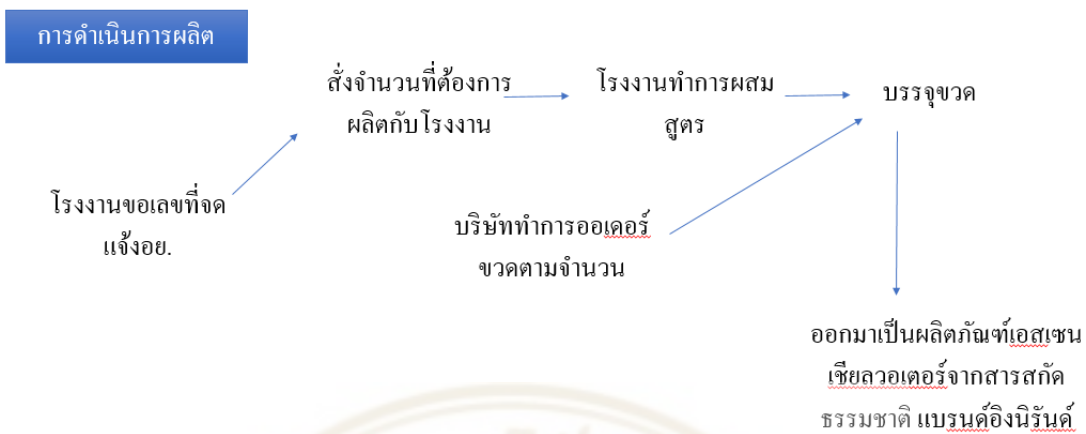 การดำเนินการผลิต
สั่งจำนวนที่ต้องการ
ผลิตกับโรงงาน
โรงงานทำการผสม
สูตร
บรรจุขวด
โรงงานขอเลขที่จด
แจ้งอย.
บริษัททำการออเดอร์
ขวดตามจำนวน
ออกมาเป็นผลิตภัณฑ์เอสเซน
เชียลวอเตอร์จากสารสกัด
ธรรมชาติ แบรนด์อิงนิรันด์